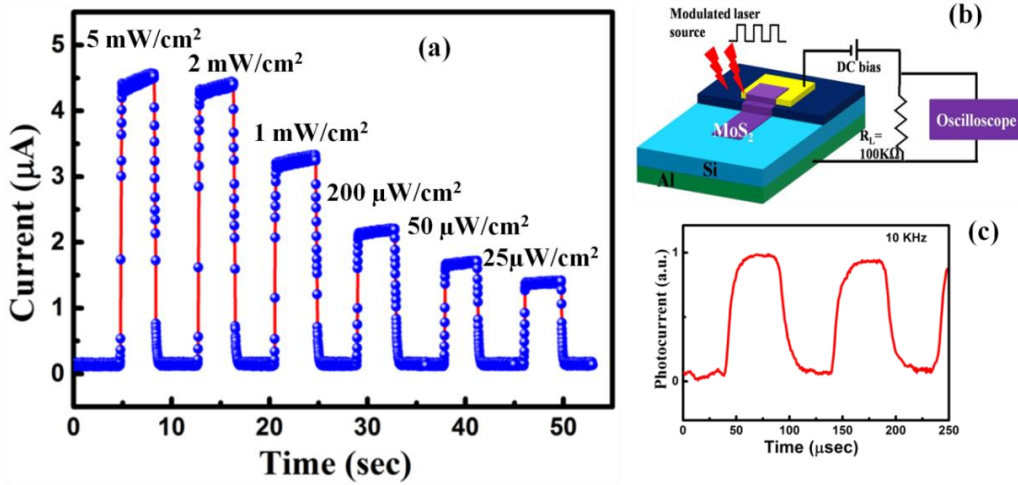 (a)
5 mW/cm²
2 mW/cm²
1 mW/cm²
200 μW/cm²
50 μW/cm²
25μW/cm²
Current (μA)
5
4
3
2
1
0
0 10 20 30 40 50
Time (sec)
(b)
Modulated laser
source
DC bias
MoS₂
R_L=
100KΩ
Oscilloscope
Si
Al
(c)
10 KHz
Photocurrent (a.u.)
1
0
0 50 100 150 200 250
Time (μsec)